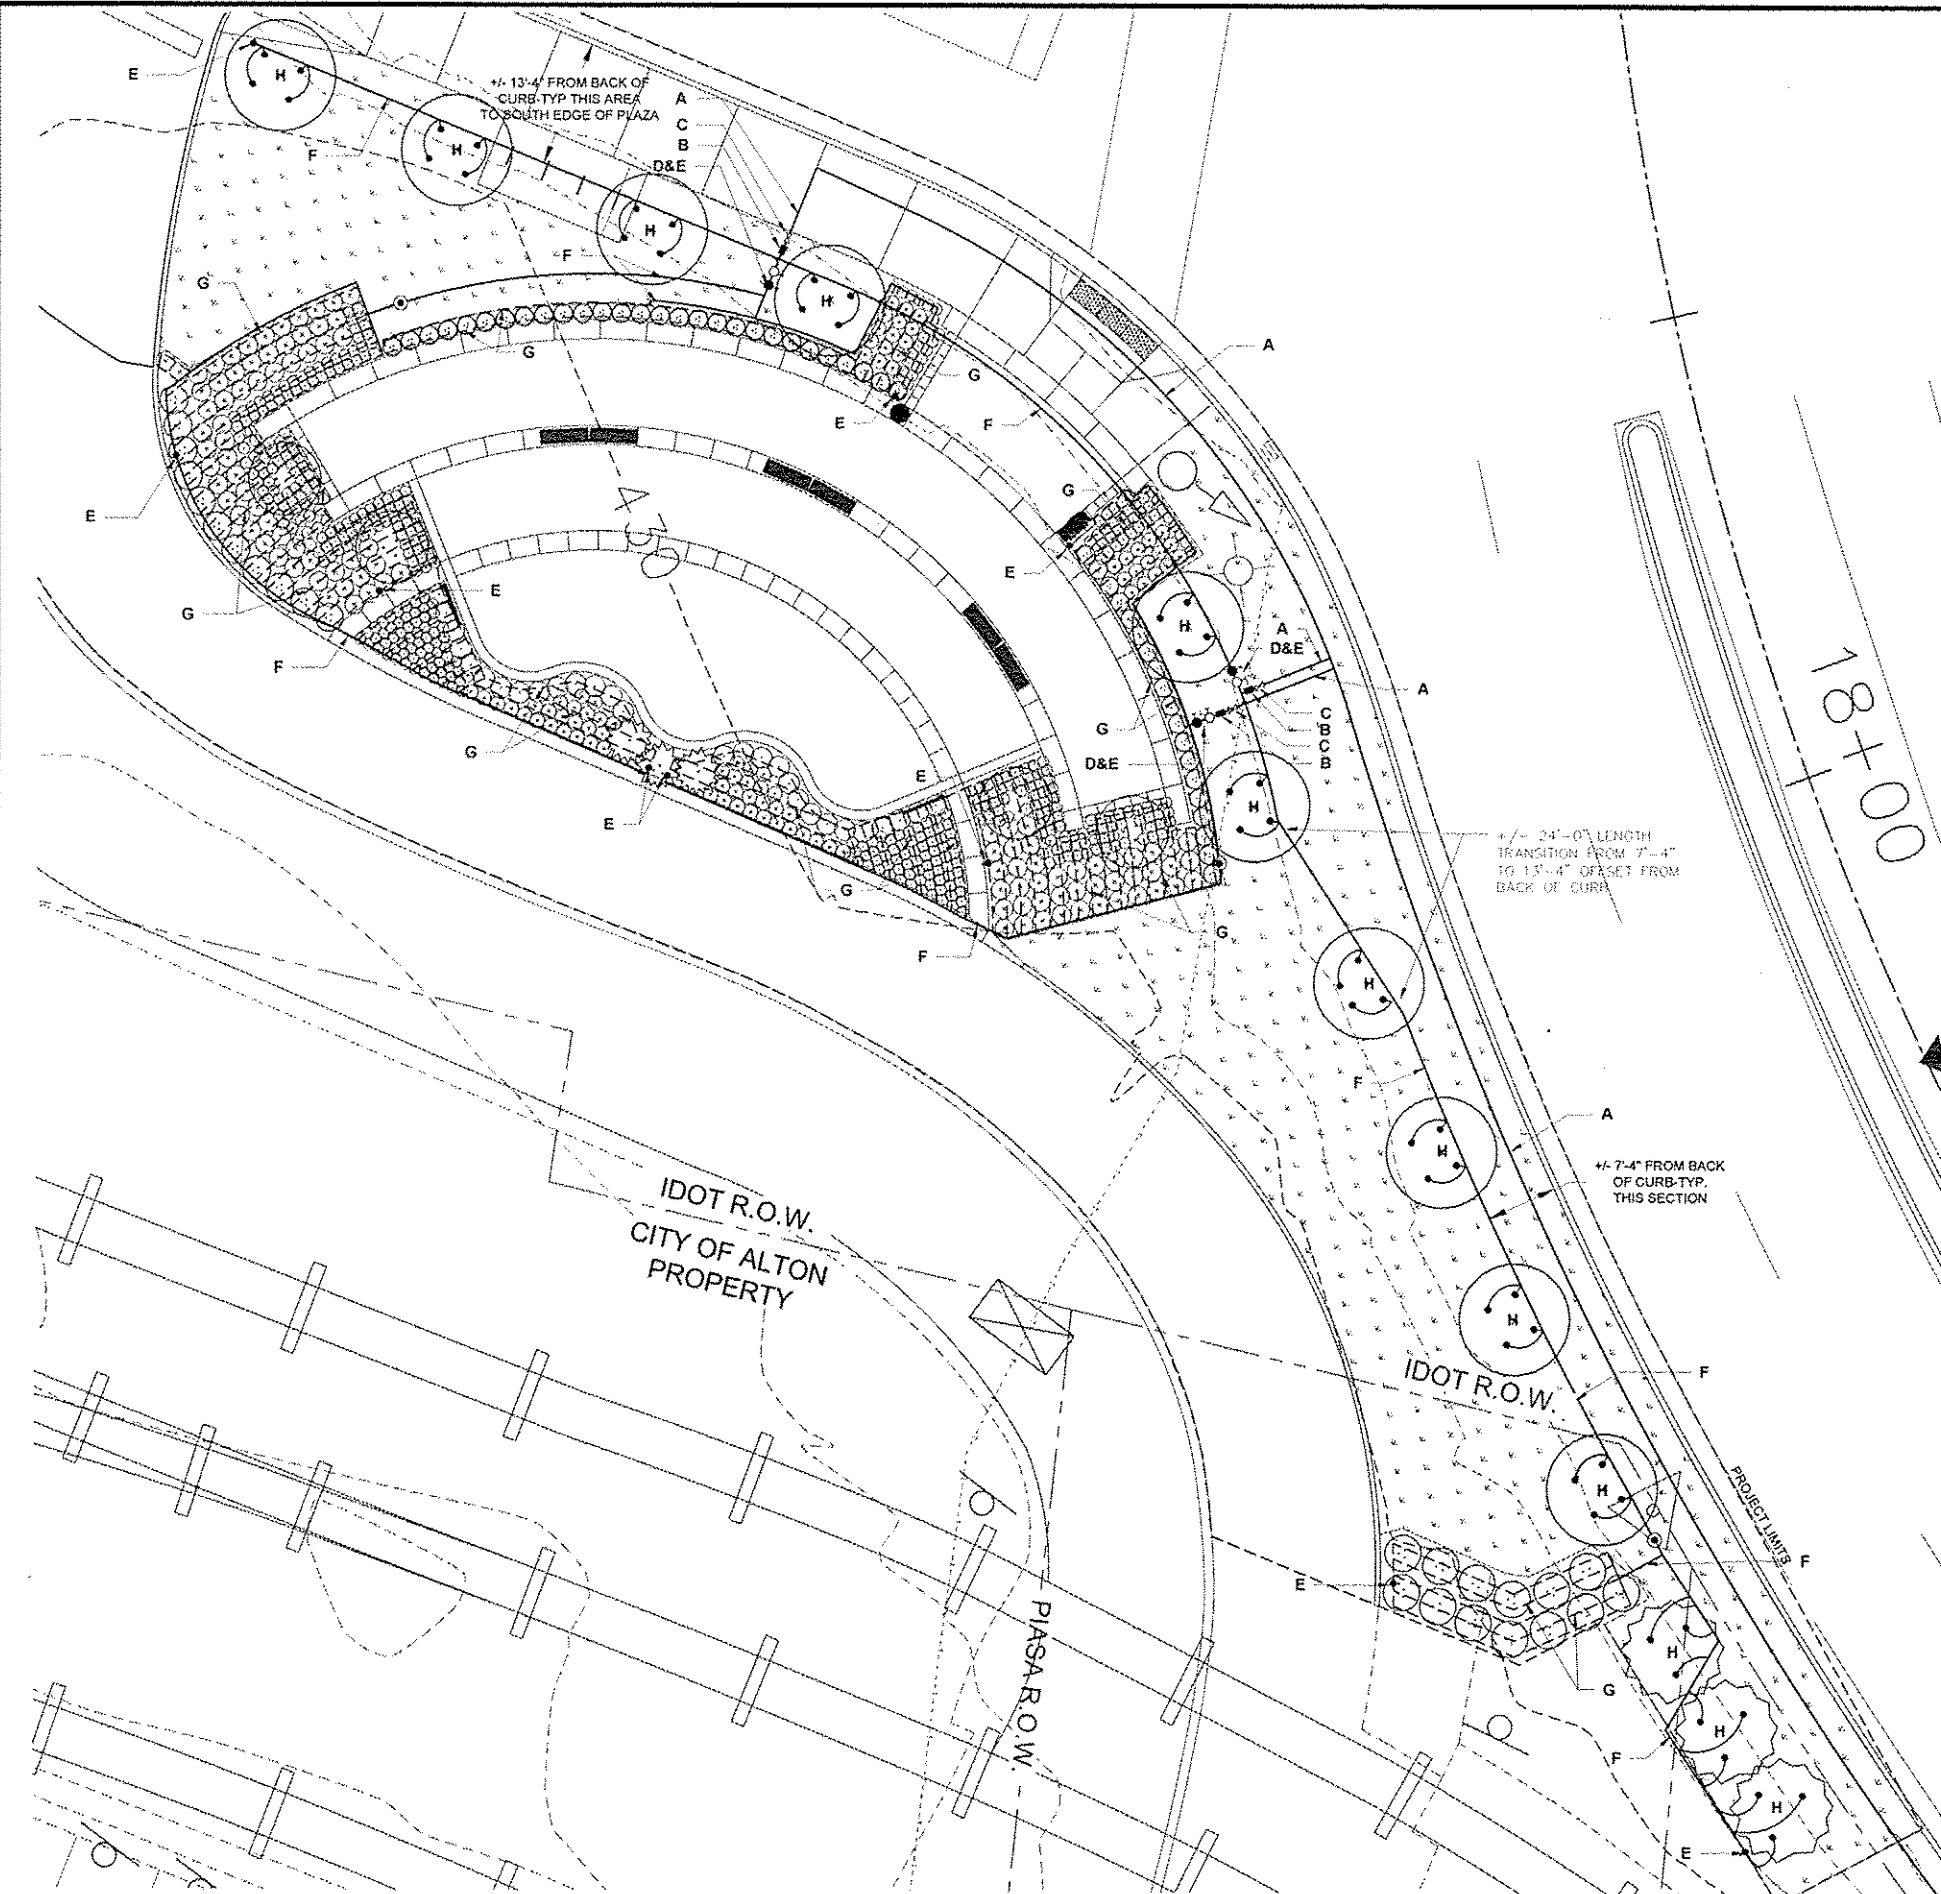 E
+/- 13'-4" FROM BACK OF
CURB-TYP THIS AREA
TO SOUTH EDGE OF PLAZA
A
C
B
D&E
H
H
F
H
F
H
G
G
G
A
E
F
G
E
430
E
E
G
F
H
A
D&E
A
G
G
C
B
C
B
D&E
E
E
H
G
+/- 24'-0" LENGTH
TRANSITION FROM 7'-4"
TO 13'-4" OFFSET FROM
BACK OF CURB
18+00
G
F
H
F
A
H
+/- 7'-4" FROM BACK
OF CURB-TYP.
THIS SECTION
IDOT R.O.W.
CITY OF ALTON
PROPERTY
H
IDOT R.O.W.
F
H
PROJECT LIMITS
F
E
PIASA R.O.W.
H
G
H
F
H
E